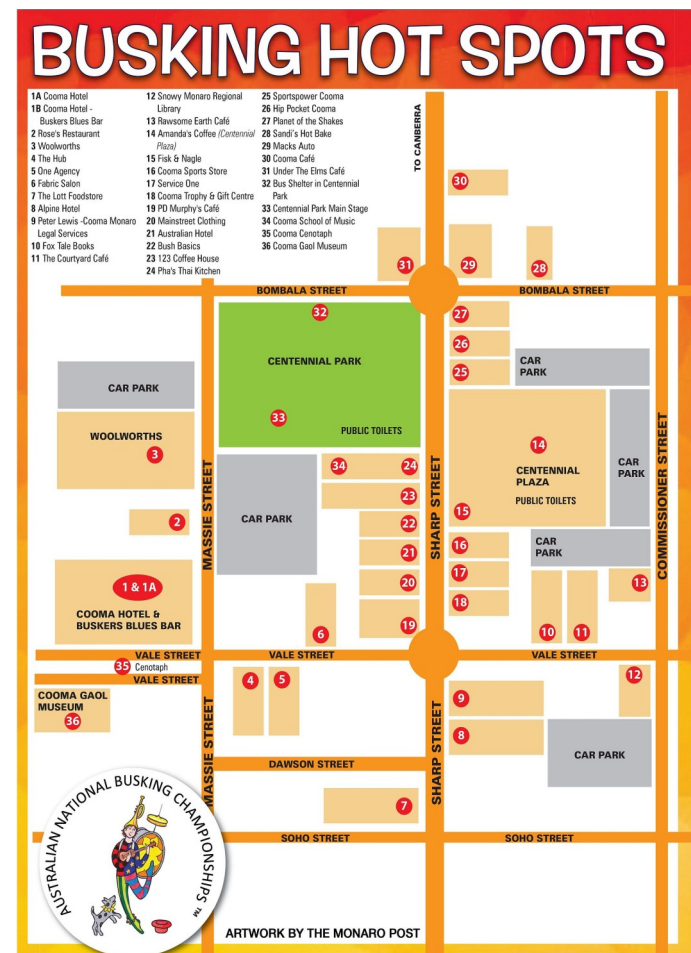 BUSKING HOT SPOTS
1A Cooma Hotel
1B Cooma Hotel -
Buskers Blues Bar
2 Rose's Restaurant
3 Woolworths
4 The Hub
5 One Agency
6 Fabric Salon
7 The Lott Foodstore
8 Alpine Hotel
9 Peter Lewis -Cooma Monaro
Legal Services
10 Fox Tale Books
11 The Courtyard Café
12 Snowy Monaro Regional
Library
13 Rawsome Earth Café
14 Amanda's Coffee (Centennial
Plaza)
15 Fisk & Nagle
16 Cooma Sports Store
17 Service One
18 Cooma Trophy & Gift Centre
19 PD Murphy's Café
20 Mainstreet Clothing
21 Australian Hotel
22 Bush Basics
23 123 Coffee House
24 Pha's Thai Kitchen
25 Sportspower Cooma
26 Hip Pocket Cooma
27 Planet of the Shakes
28 Sandi's Hot Bake
29 Macks Auto
30 Cooma Café
31 Under The Elms Café
32 Bus Shelter in Centennial
Park
33 Centennial Park Main Stage
34 Cooma School of Music
35 Cooma Cenotaph
36 Cooma Gaol Museum
TO CANBERRA
30
31
29
28
BOMBALA STREET
BOMBALA STREET
32
27
26
25
CENTENNIAL PARK
CAR
PARK
CAR PARK
33
PUBLIC TOILETS
WOOLWORTHS
3
14
CENTENNIAL
PLAZA
PUBLIC TOILETS
15
CAR
PARK
34
24
23
22
21
20
19
CAR PARK
MASSIE STREET
SHARP STREET
COMMISSIONER STREET
2
16
17
18
CAR
PARK
1 & 1A
COOMA HOTEL &
BUSKERS BLUES BAR
6
10
11
13
VALE STREET
VALE STREET
VALE STREET
35 Cenotaph
VALE STREET
COOMA GAOL
MUSEUM
36
4
5
9
8
12
CAR PARK
MASSIE STREET
SHARP STREET
DAWSON STREET
7
SOHO STREET
SOHO STREET
AUSTRALIAN NATIONAL BUSKING CHAMPIONSHIPS ™
ARTWORK BY THE MONARO POST